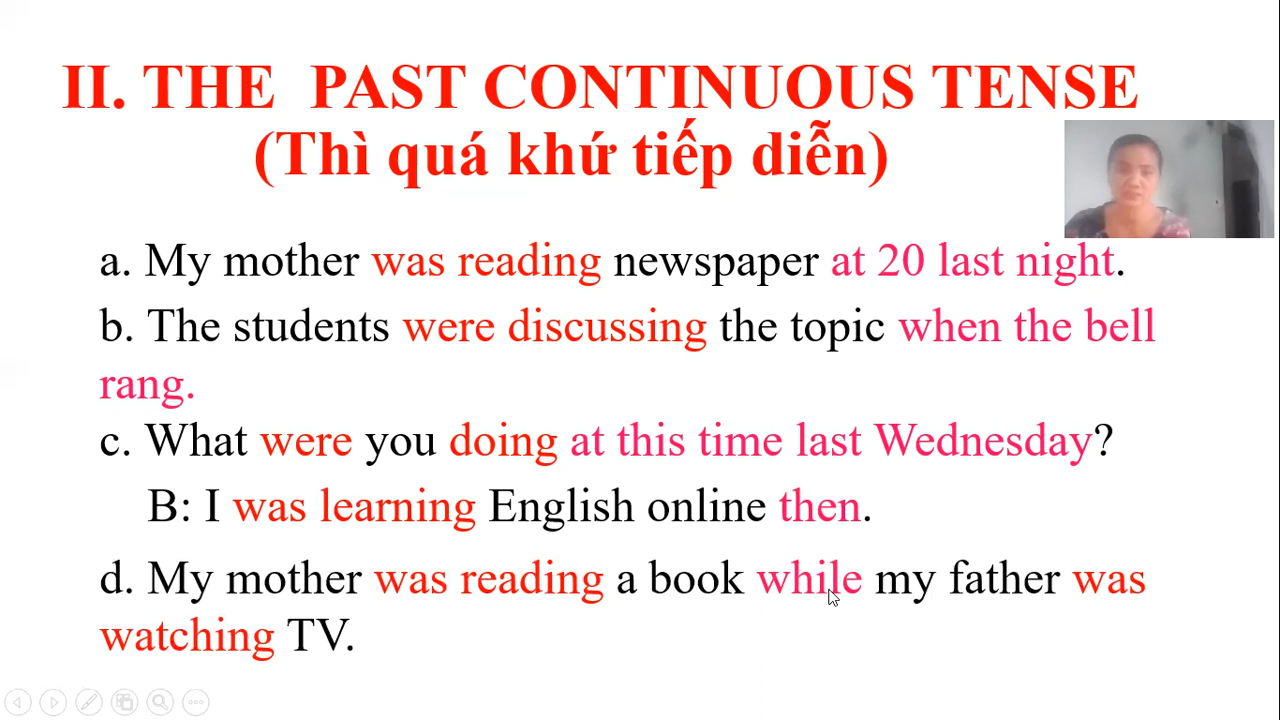 II. THE PAST CONTINUOUS TENSE
(Thì quá khứ tiếp diễn)
a. My mother was reading newspaper at 20 last night.
b. The students were discussing the topic when the bell
rang.
c. What were you doing at this time last Wednesday?
B: I was learning English online then.
d. My mother was reading a book while my father was
watching TV.